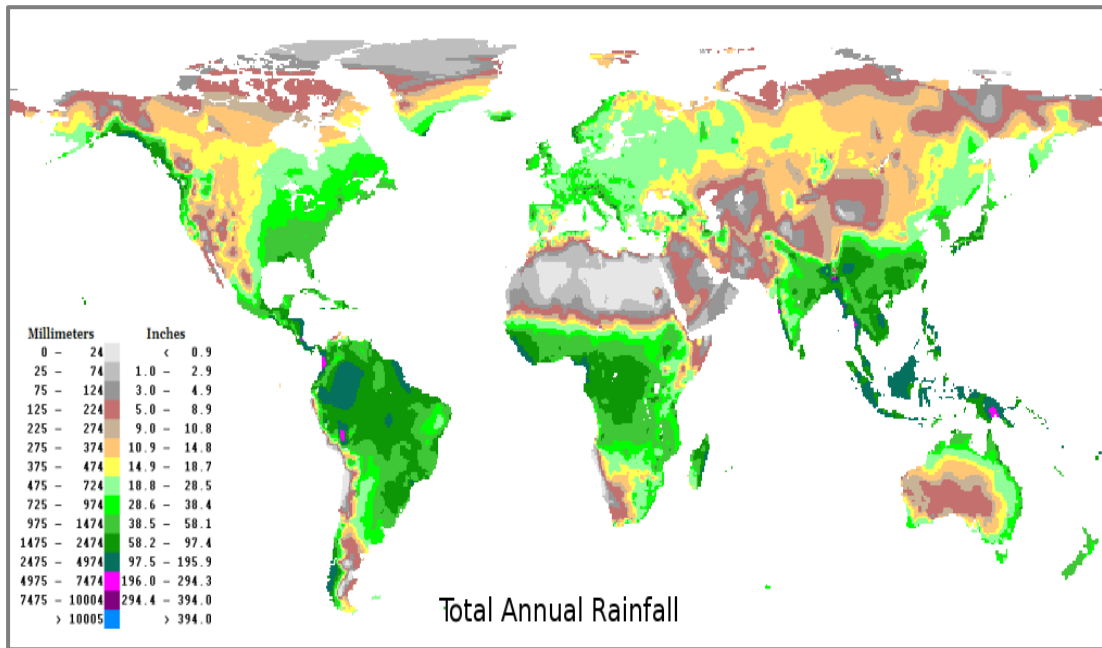 Millimeters Inches
0 – 24 < 0.9
25 – 74 1.0 – 2.9
75 – 124 3.0 – 4.9
125 – 224 5.0 – 8.9
225 – 274 9.0 – 10.8
275 – 374 10.9 – 14.8
375 – 474 14.9 – 18.7
475 – 724 18.8 – 28.5
725 – 974 28.6 – 38.4
975 – 1474 38.5 – 58.1
1475 – 2474 58.2 – 97.4
2475 – 4974 97.5 – 195.9
4975 – 7474 196.0 – 294.3
7475 – 10004 294.4 – 394.0
> 10005 > 394.0
Total Annual Rainfall